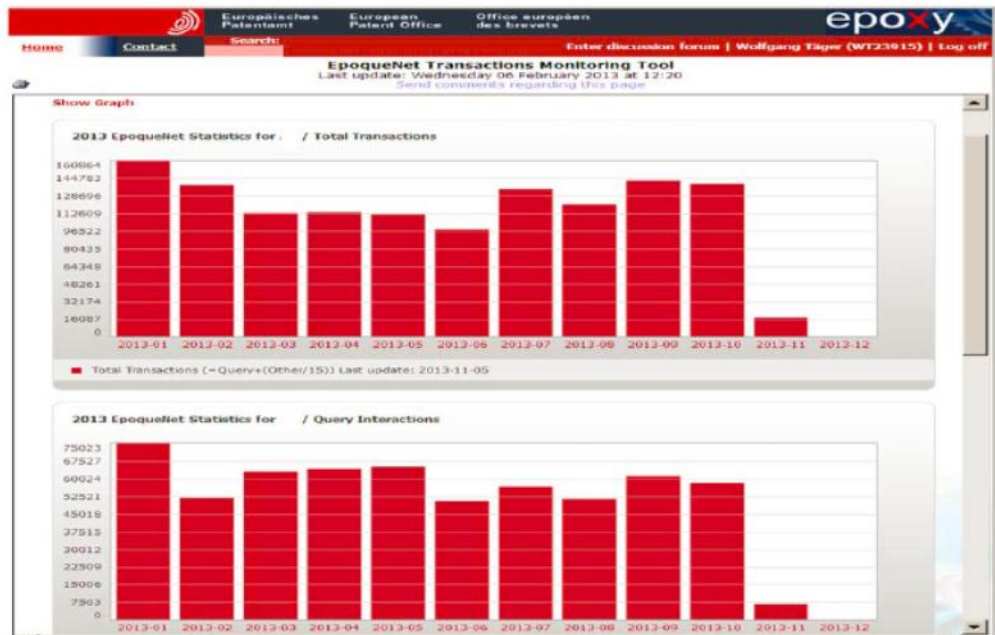 Europäisches Patentamt
European Patent Office
Office européen des brevets
epoxy
Home
Contact
Search:
Enter discussion forum | Wolfgang Täger (WT23915) | Log off
EpoqueNet Transactions Monitoring Tool
Last update: Wednesday 06 February 2013 at 12:20
Send comments regarding this page
Show Graph
2013 EpoqueNet Statistics for . / Total Transactions
160864
144783
128696
112609
96522
80435
64348
48261
32174
16087
0
2013-01 2013-02 2013-03 2013-04 2013-05 2013-06 2013-07 2013-08 2013-09 2013-10 2013-11 2013-12
Total Transactions (=Query+(Other/15)) Last update: 2013-11-05
2013 EpoqueNet Statistics for / Query Interactions
75023
67527
60024
52521
45018
37515
30012
22509
15006
7503
0
2013-01 2013-02 2013-03 2013-04 2013-05 2013-06 2013-07 2013-08 2013-09 2013-10 2013-11 2013-12